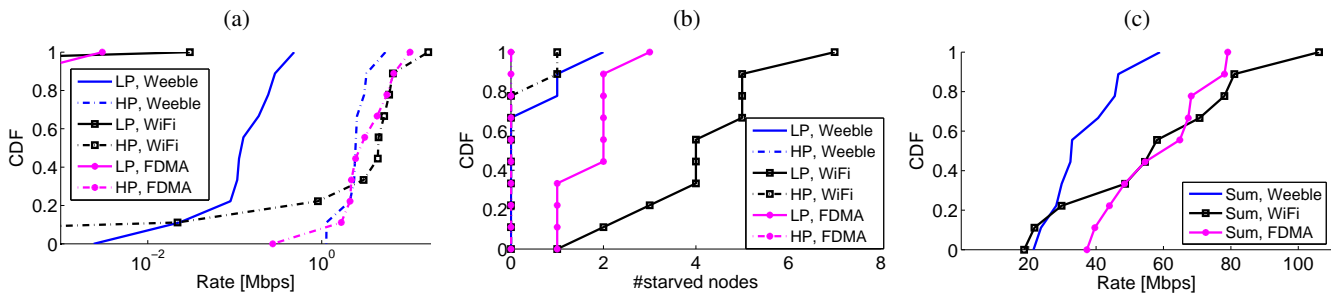 (a)
CDF
1
0.8
0.6
0.4
0.2
0
LP, Weeble
HP, Weeble
LP, WiFi
HP, WiFi
LP, FDMA
HP, FDMA
10^-2
10^0
Rate [Mbps]
(b)
CDF
1
0.8
0.6
0.4
0.2
0
LP, Weeble
HP, Weeble
LP, WiFi
HP, WiFi
LP, FDMA
HP, FDMA
0 2 4 6 8
#starved nodes
(c)
CDF
1
0.8
0.6
0.4
0.2
0
Sum, Weeble
Sum, WiFi
Sum, FDMA
20 40 60 80 100
Rate [Mbps]